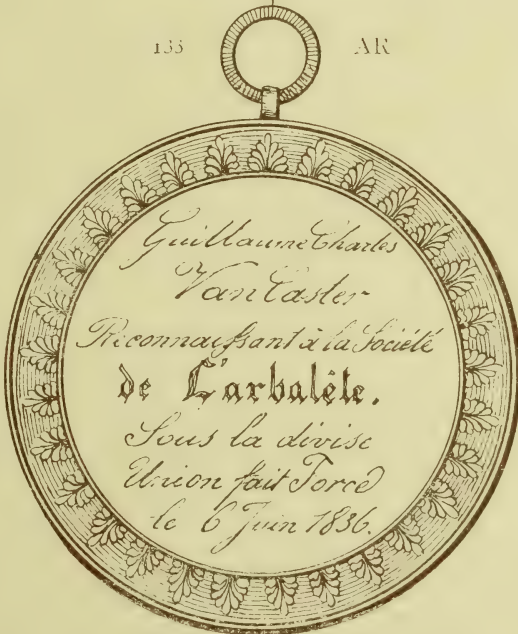 133 AR
Guillaume Charles
Van Caster
Reconnaissant à la Société
de L'arbalète.
Sous la divise
Union fait Force
le 6 Juin 1836.